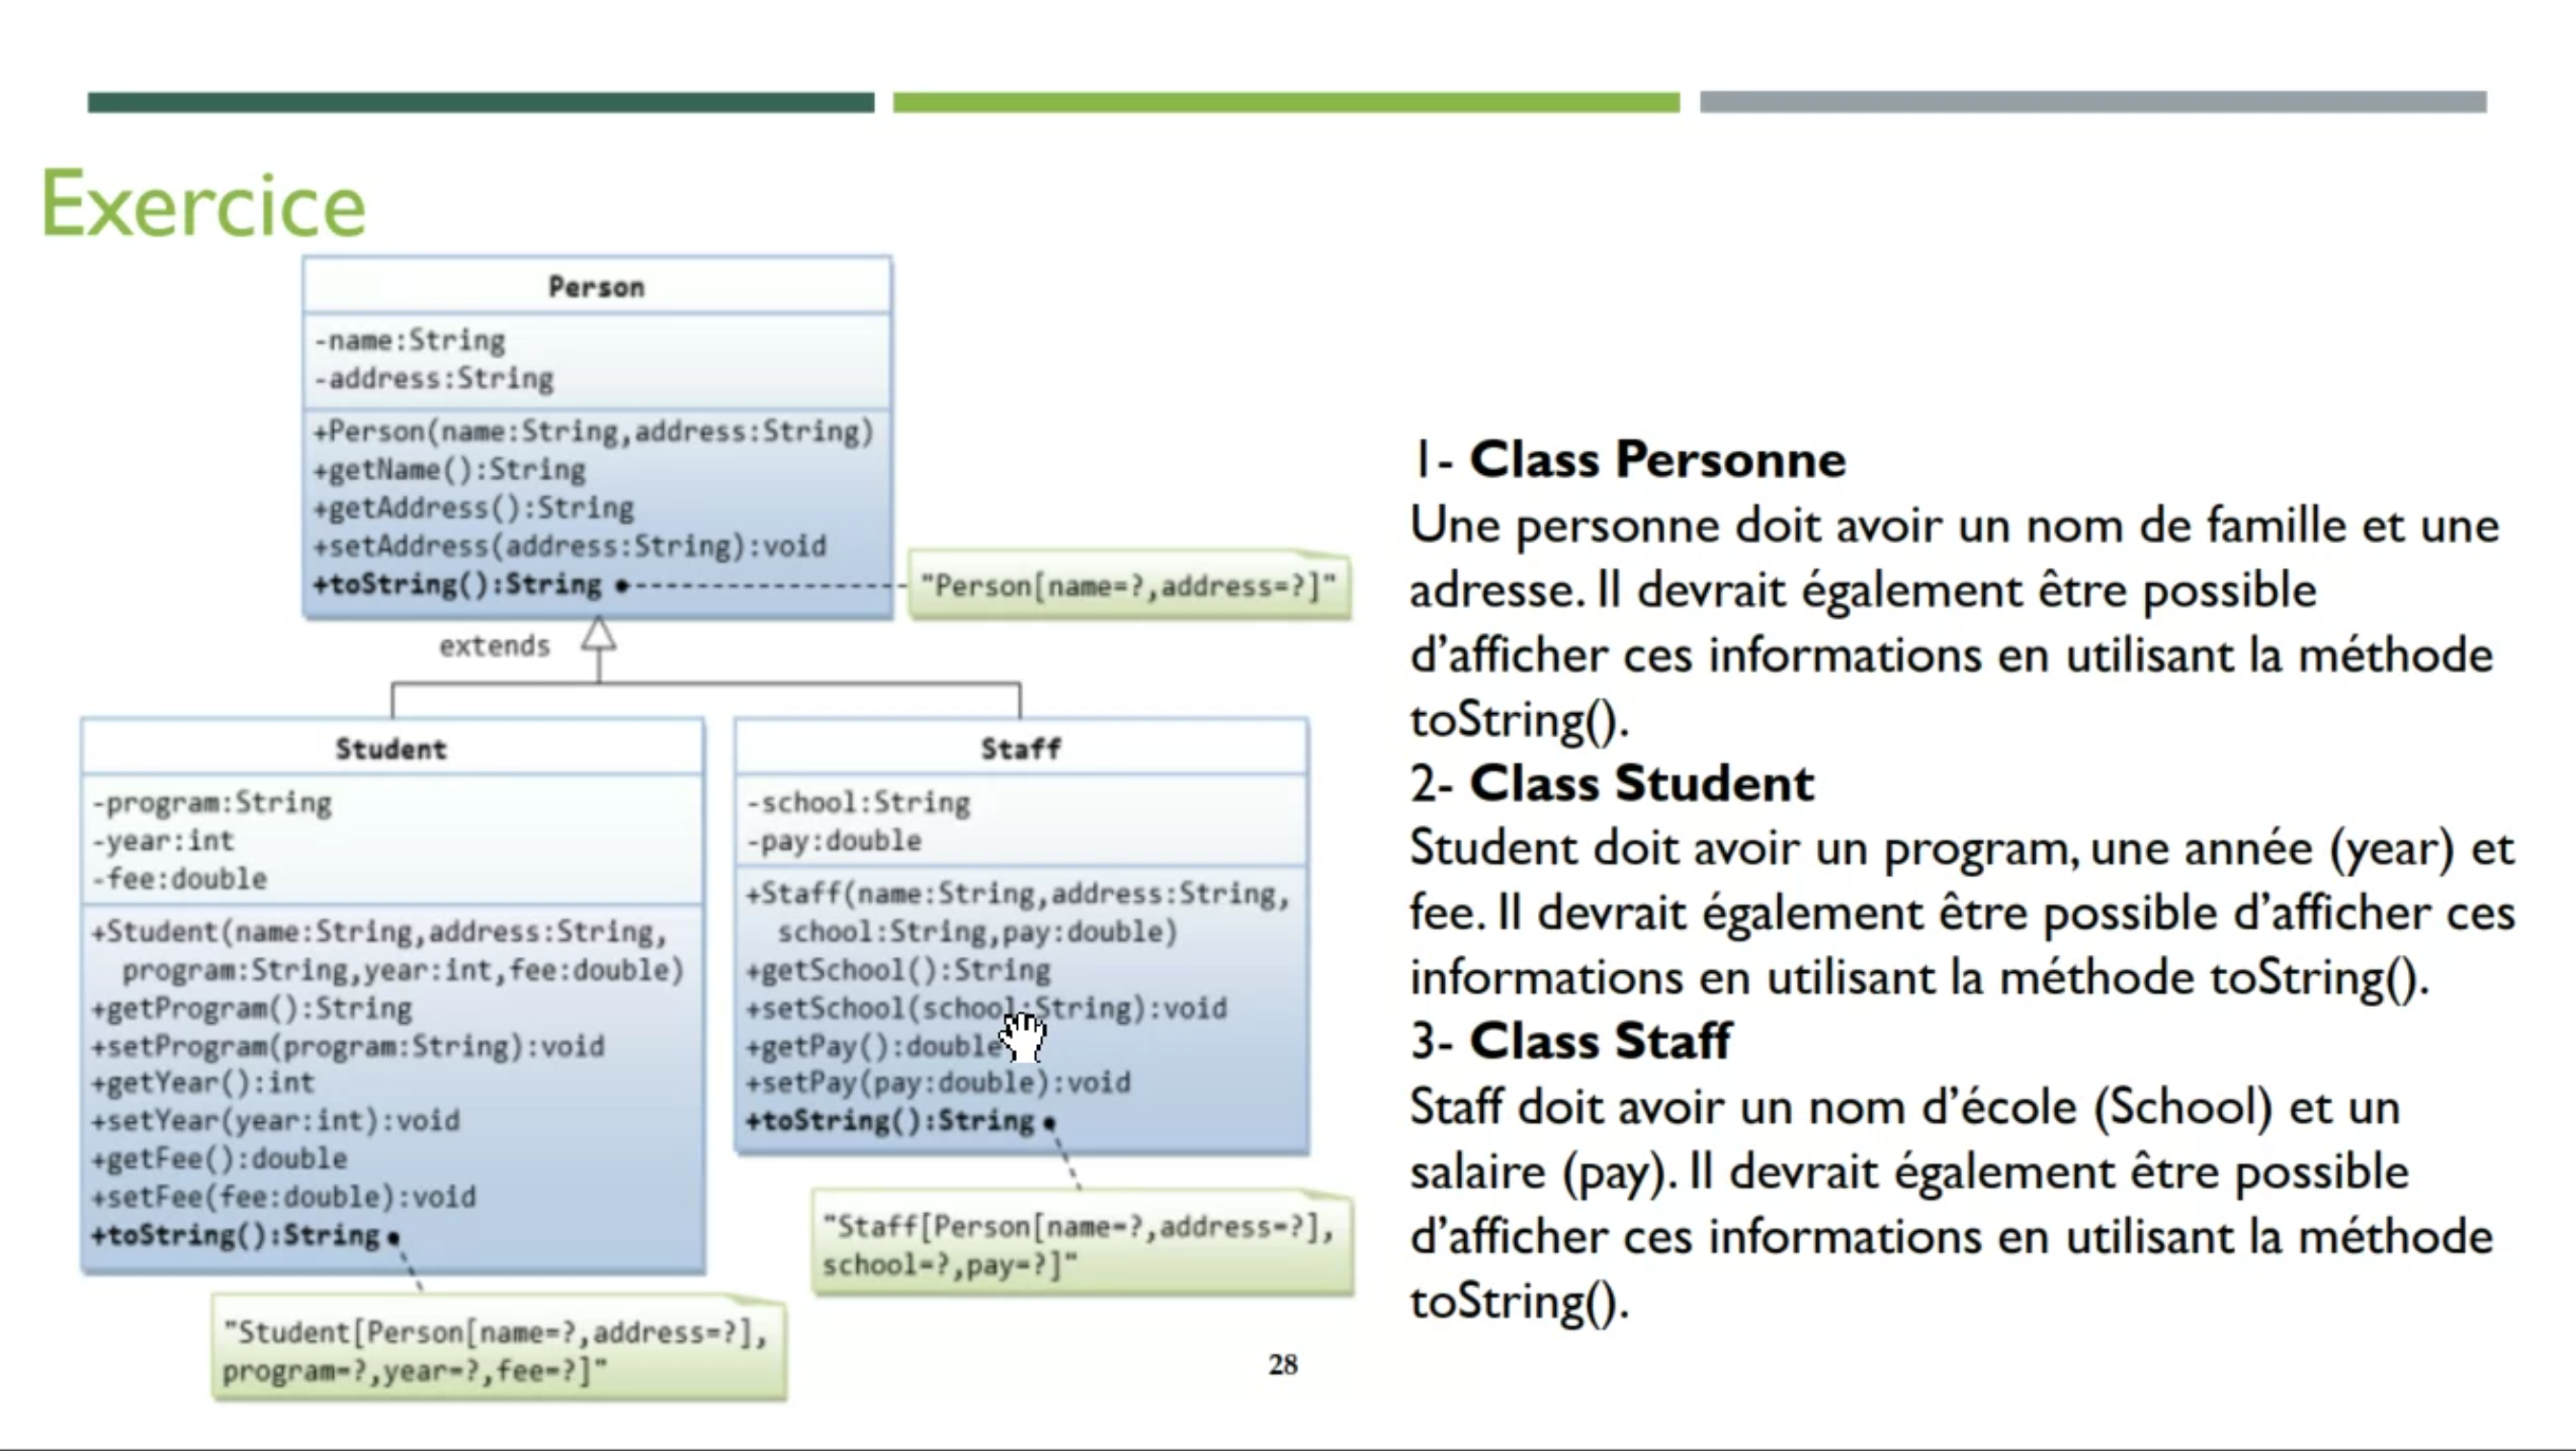 Exercice
Person
-name:String
-address:String
+Person(name:String,address:String)
+getName():String
+getAddress():String
+setAddress(address:String):void
+toString():String
"Person[name=?,address=?]"
extends
Student
-program:String
-year:int
-fee:double
+Student(name:String,address:String,
program:String,year:int,fee:double)
+getProgram():String
+setProgram(program:String):void
+getYear():int
+setYear(year:int):void
+getFee():double
+setFee(fee:double):void
+toString():String
"Student[Person[name=?,address=?],
program=?,year=?,fee=?]"
Staff
-school:String
-pay:double
+Staff(name:String,address:String,
school:String,pay:double)
+getSchool():String
+setSchool(school:String):void
+getPay():double
+setPay(pay:double):void
+toString():String
"Staff[Person[name=?,address=?],
school=?,pay=?]"
1- Class Personne
Une personne doit avoir un nom de famille et une
adresse. Il devrait également être possible
d’afficher ces informations en utilisant la méthode
toString().
2- Class Student
Student doit avoir un program, une année (year) et
fee. Il devrait également être possible d’afficher ces
informations en utilisant la méthode toString().
3- Class Staff
Staff doit avoir un nom d’école (School) et un
salaire (pay). Il devrait également être possible
d’afficher ces informations en utilisant la méthode
toString().
28